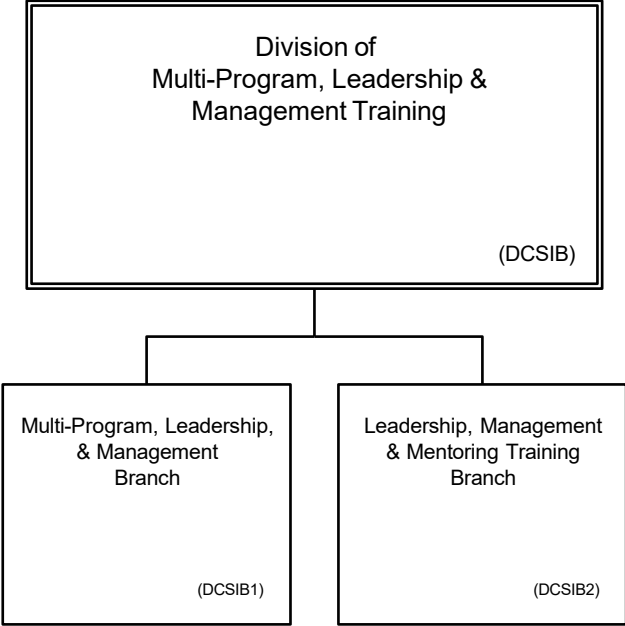 Division of
Multi-Program, Leadership &
Management Training
(DCSIB)
Multi-Program, Leadership,
& Management
Branch
(DCSIB1)
Leadership, Management
& Mentoring Training
Branch
(DCSIB2)